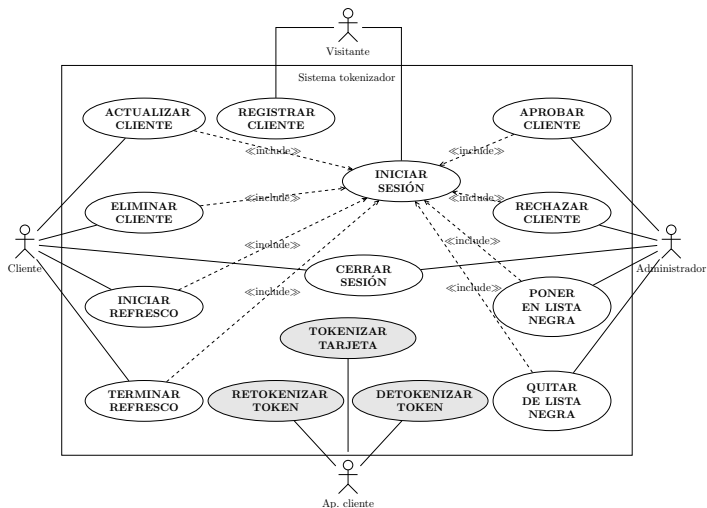 Visitante
Sistema tokenizador
ACTUALIZAR
CLIENTE
REGISTRAR
CLIENTE
APROBAR
CLIENTE
≪include≫
≪include≫
INICIAR
SESIÓN
ELIMINAR
CLIENTE
≪include≫
≪include≫
RECHAZAR
CLIENTE
Cliente
≪include≫
≪include≫
Administrador
CERRAR
SESIÓN
INICIAR
REFRESCO
≪include≫
≪include≫
PONER
EN LISTA
NEGRA
TOKENIZAR
TARJETA
TERMINAR
REFRESCO
RETOKENIZAR
TOKEN
DETOKENIZAR
TOKEN
QUITAR
DE LISTA
NEGRA
Ap. cliente